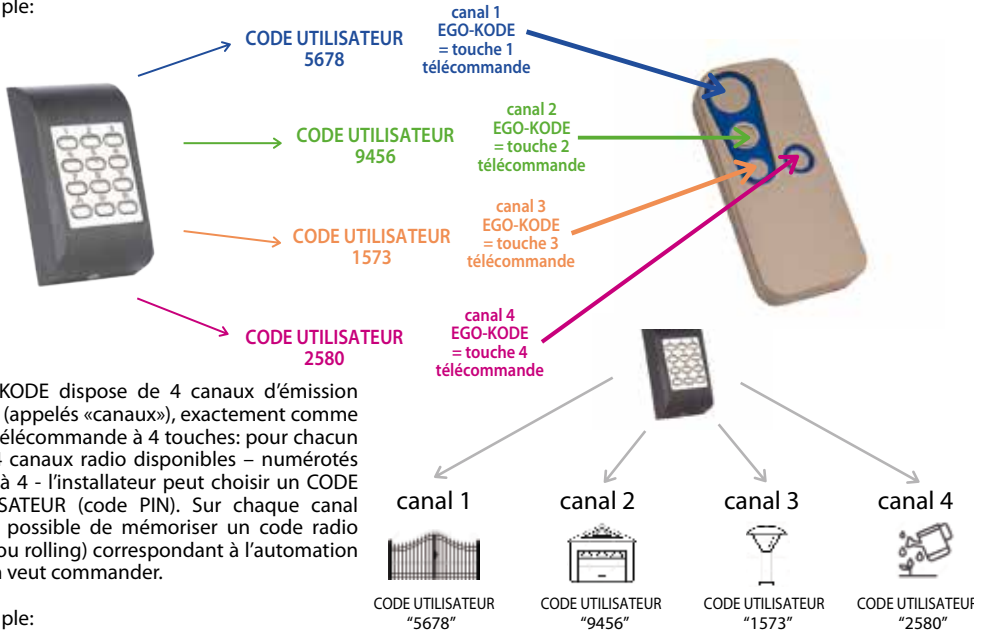 ple:
CODE UTILISATEUR
5678
canal 1
EGO-KODE
= touche 1
télécommande
CODE UTILISATEUR
9456
canal 2
EGO-KODE
= touche 2
télécommande
CODE UTILISATEUR
1573
canal 3
EGO-KODE
= touche 3
télécommande
CODE UTILISATEUR
2580
canal 4
EGO-KODE
= touche 4
télécommande
KODE dispose de 4 canaux d’émission
(appelés «canaux»), exactement comme
télécommande à 4 touches: pour chacun
4 canaux radio disponibles – numérotés
à 4 - l’installateur peut choisir un CODE
ISATEUR (code PIN). Sur chaque canal
possible de mémoriser un code radio
ou rolling) correspondant à l’automation
veut commander.
ple:
canal 1
CODE UTILISATEUR
“5678”
canal 2
CODE UTILISATEUR
“9456”
canal 3
CODE UTILISATEUR
“1573”
canal 4
CODE UTILISATEUR
“2580”